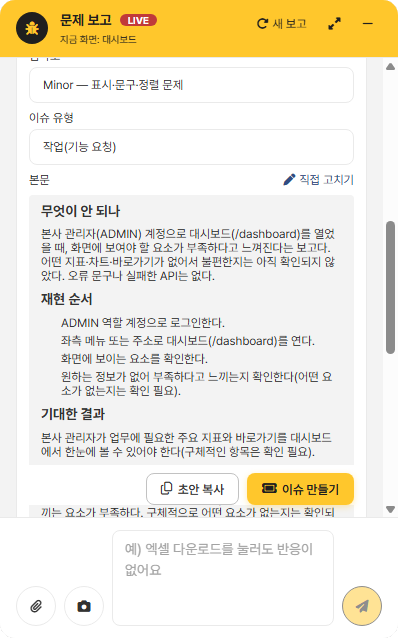 문제 보고 LIVE
지금 화면: 대시보드
새 보고
Minor — 표시·문구·정렬 문제
이슈 유형
작업(기능 요청)
본문
직접 고치기
무엇이 안 되나
본사 관리자(ADMIN) 계정으로 대시보드(/dashboard)를 열었
을 때, 화면에 보여야 할 요소가 부족하다고 느껴진다는 보고다.
어떤 지표·차트·바로가기가 없어서 불편한지는 아직 확인되지 않
았다. 오류 문구나 실패한 API는 없다.
재현 순서
ADMIN 역할 계정으로 로그인한다.
좌측 메뉴 또는 주소로 대시보드(/dashboard)를 연다.
화면에 보이는 요소를 확인한다.
원하는 정보가 없어 부족하다고 느끼는지 확인한다(어떤 요
소가 없는지는 확인 필요).
기대한 결과
본사 관리자가 업무에 필요한 주요 지표와 바로가기를 대시보드
에서 한눈에 볼 수 있어야 한다(구체적인 항목은 확인 필요).
초안 복사
이슈 만들기
끼는 요소가 부족하다. 구체적으로 어떤 요소가 없는지는 확인되
예) 엑셀 다운로드를 눌러도 반응이
없어요